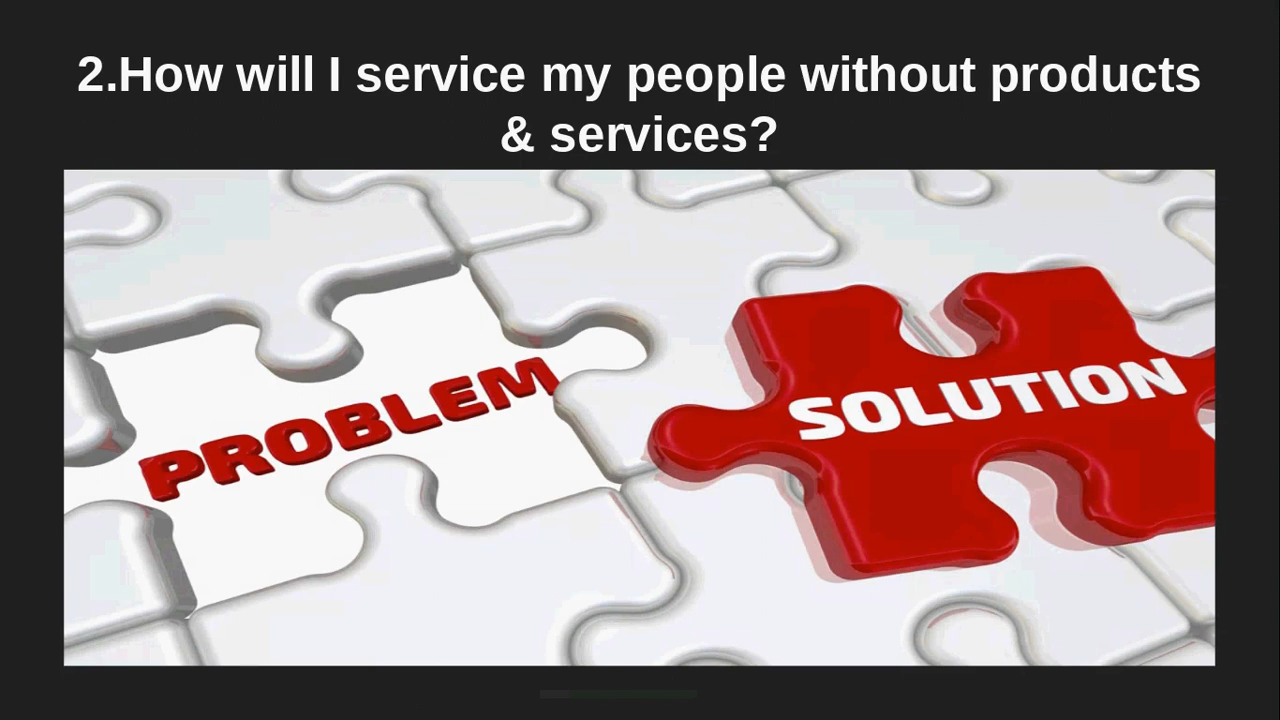 2.How will I service my people without products
& services?
PROBLEM
SOLUTION